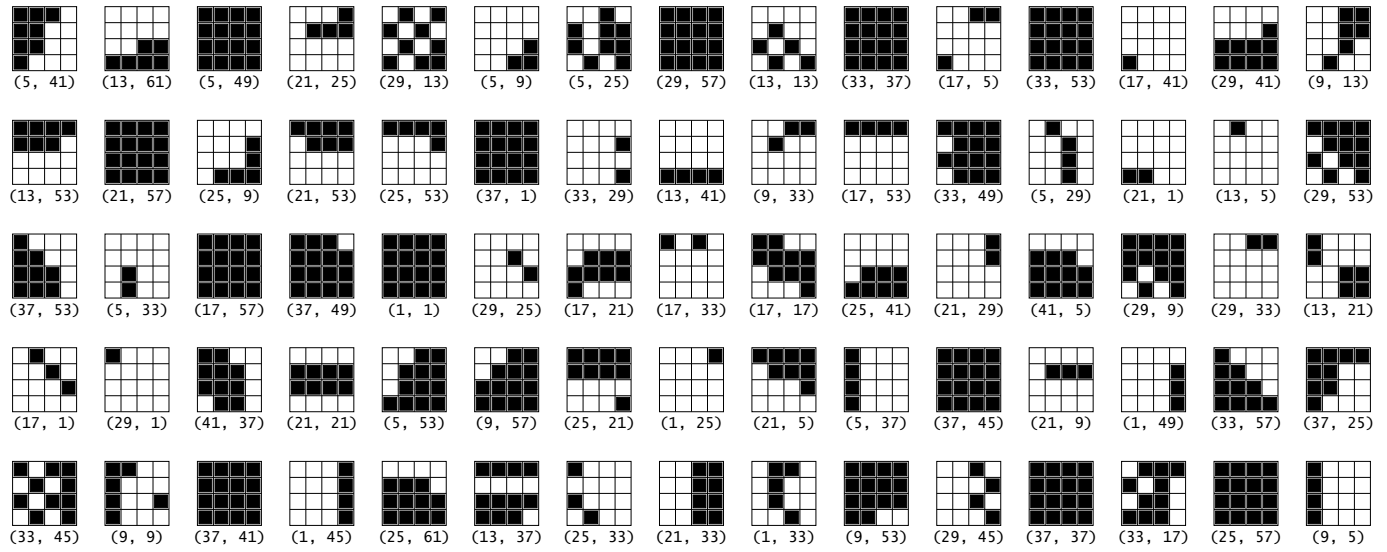 (5, 41) (13, 61) (5, 49) (21, 25) (29, 13) (5, 9) (5, 25) (29, 57) (13, 13) (33, 37) (17, 5) (33, 53) (17, 41) (29, 41) (9, 13)
(13, 53) (21, 57) (25, 9) (21, 53) (25, 53) (37, 1) (33, 29) (13, 41) (9, 33) (17, 53) (33, 49) (5, 29) (21, 1) (13, 5) (29, 53)
(37, 53) (5, 33) (17, 57) (37, 49) (1, 1) (29, 25) (17, 21) (17, 33) (17, 17) (25, 41) (21, 29) (41, 5) (29, 9) (29, 33) (13, 21)
(17, 1) (29, 1) (41, 37) (21, 21) (5, 53) (9, 57) (25, 21) (1, 25) (21, 5) (5, 37) (37, 45) (21, 9) (1, 49) (33, 57) (37, 25)
(33, 45) (9, 9) (37, 41) (1, 45) (25, 61) (13, 37) (25, 33) (21, 33) (1, 33) (9, 53) (29, 45) (37, 37) (33, 17) (25, 57) (9, 5)